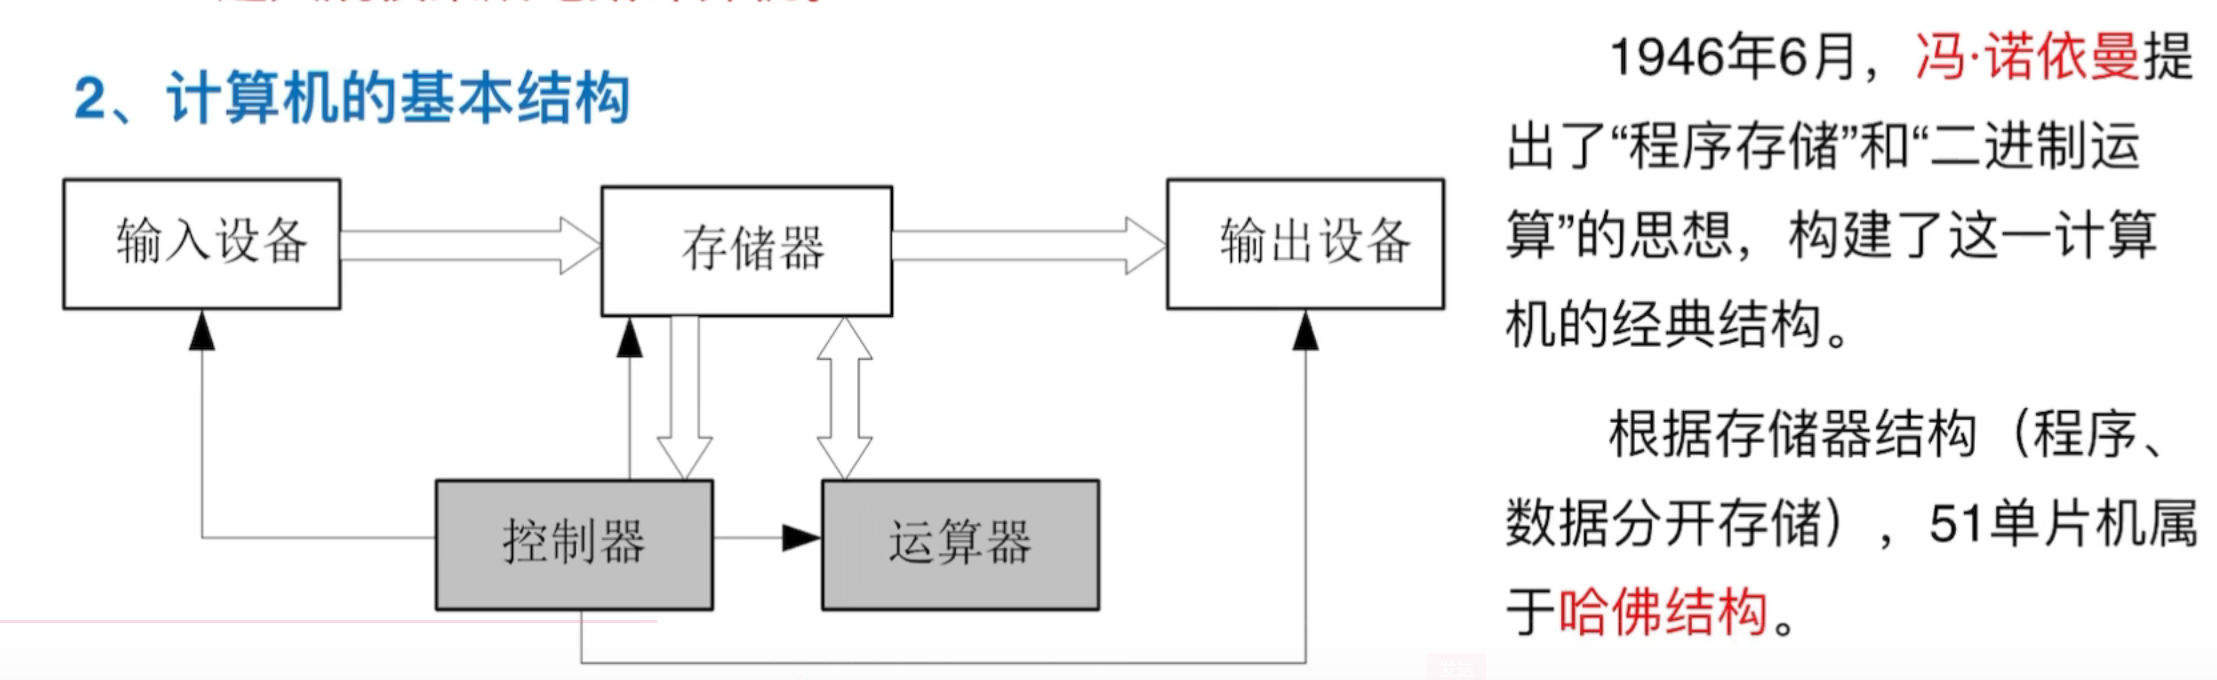 2、计算机的基本结构
输入设备
存储器
输出设备
控制器
运算器
1946年6月，冯·诺依曼提
出了“程序存储”和“二进制运
算”的思想，构建了这一计算
机的经典结构。
根据存储器结构（程序、
数据分开存储），51单片机属
于哈佛结构。